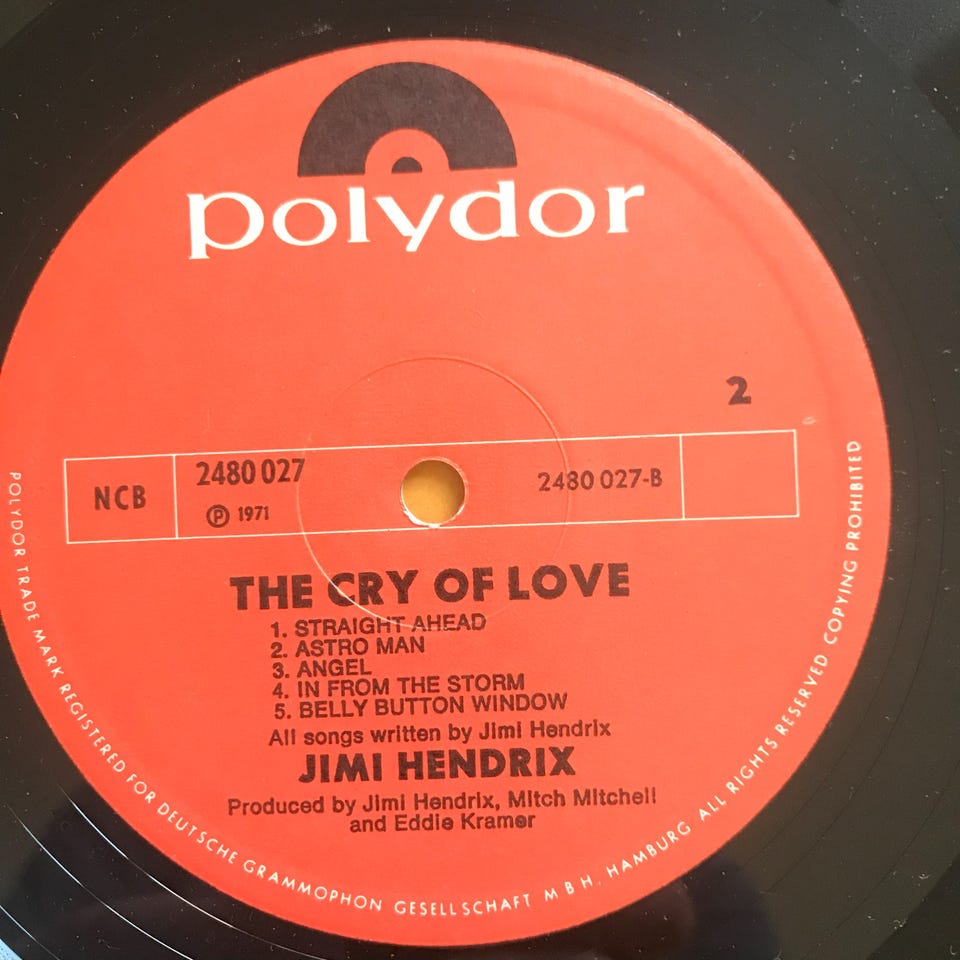 polydor
2
NCB
2480 027
Ⓟ 1971
2480 027-B
THE CRY OF LOVE
1. STRAIGHT AHEAD
2. ASTRO MAN
3. ANGEL
4. IN FROM THE STORM
5. BELLY BUTTON WINDOW
All songs written by Jimi Hendrix
JIMI HENDRIX
Produced by Jimi Hendrix, Mitch Mitchell
and Eddie Kramer
POLYDOR TRADE MARK REGISTERED FOR DEUTSCHE GRAMMOPHON GESELLSCHAFT M B H. HAMBURG ALL RIGHTS RESERVED COPYING PROHIBITED